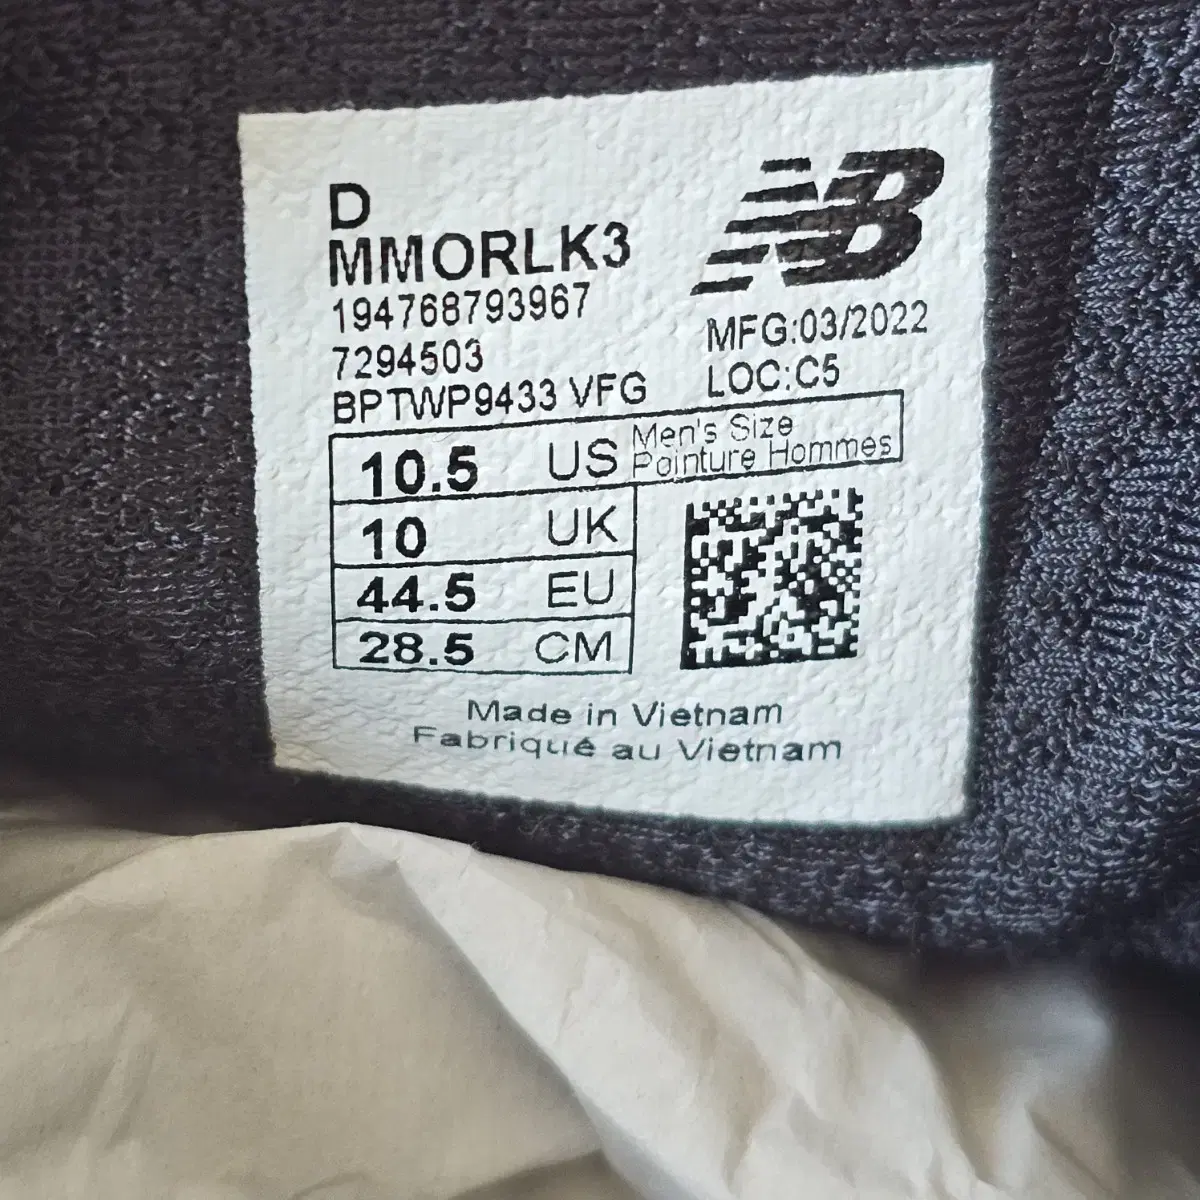 D
MMORLK3
194768793967
7294503
BPTWP9433 VFG
NB
MFG:03/2022
LOC:C5
10.5 US Men's Size
Pointure Hommes
10 UK
44.5 EU
28.5 CM
Made in Vietnam
Fabriqué au Vietnam